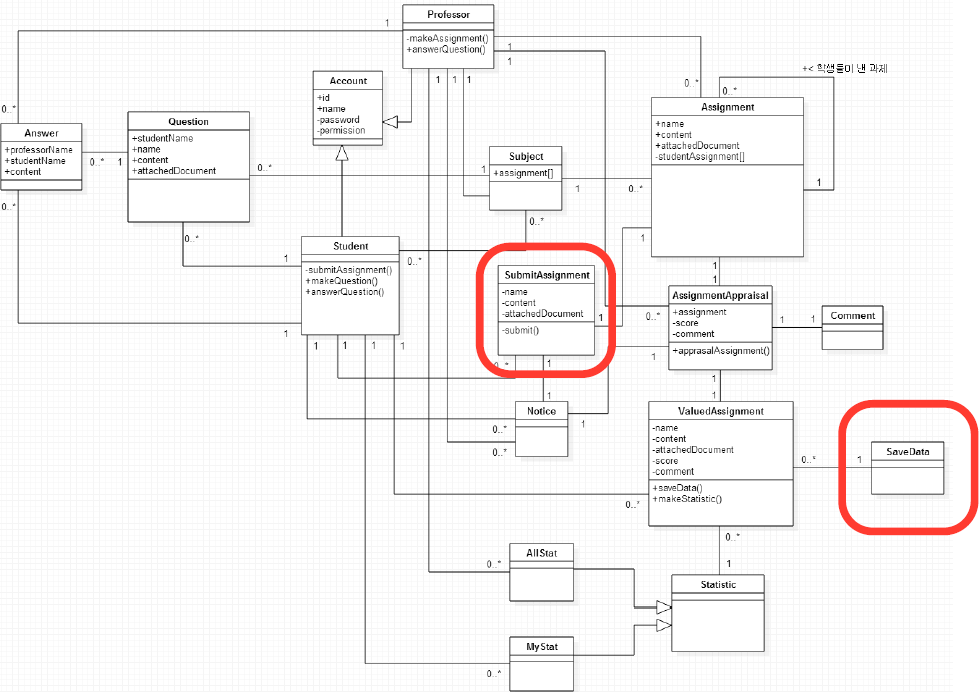 Professor
-makeAssignment()
+answerQuestion()
1
1
1
1 1 1
0..*
0..*
+< 학생들이 낸 과제
0..*
1
Account
+id
+name
-password
-permission
Answer
+professorName
+studentName
+content
0..*
0..* 1
Question
+studentName
+name
+content
+attachedDocument
0..*
0..*
Subject
+assignment[]
1
1
0..*
0..*
Assignment
+name
+content
+attachedDocument
-studentAssignment[]
1
1
Student
-submitAssignment()
+makeQuestion()
+answerQuestion()
1
0..*
1
1 1 1 1
SubmitAssignment
-name
-content
-attachedDocument
-submit()
1
0..*
1
AssignmentAppraisal
+assignment
-score
-comment
+apprasalAssignment()
1
0..*
1
1
1 1
Comment
Notice
1
0..*
0..*
1
ValuedAssignment
-name
-content
-attachedDocument
-score
-comment
+saveData()
+makeStatistic()
1
0..*
0..*
0..* 1
SaveData
AllStat
0..*
Statistic
1
MyStat
0..*